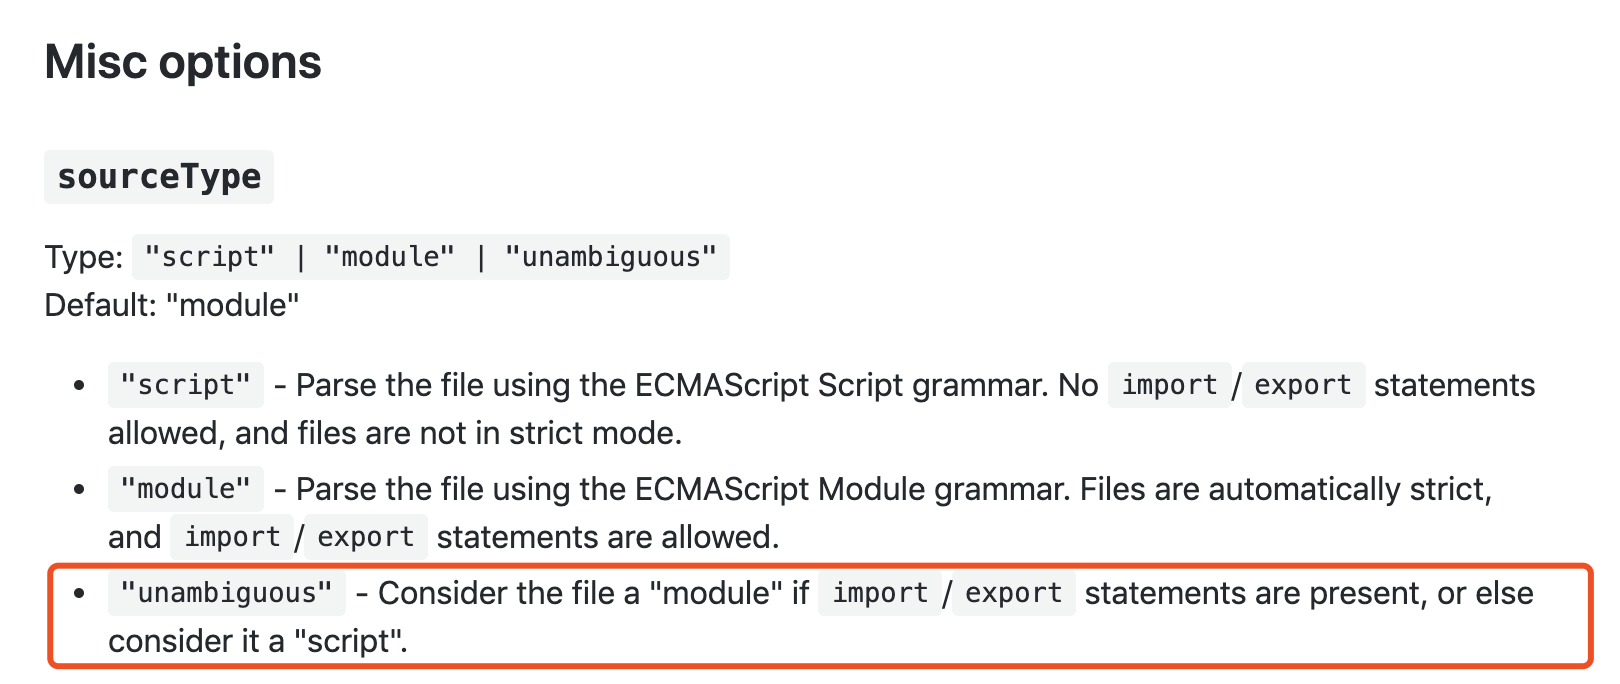 Misc options
sourceType
Type: "script" | "module" | "unambiguous"
Default: "module"
• "script" - Parse the file using the ECMAScript Script grammar. No import / export statements
allowed, and files are not in strict mode.
• "module" - Parse the file using the ECMAScript Module grammar. Files are automatically strict,
and import / export statements are allowed.
• "unambiguous" - Consider the file a "module" if import / export statements are present, or else
consider it a "script".